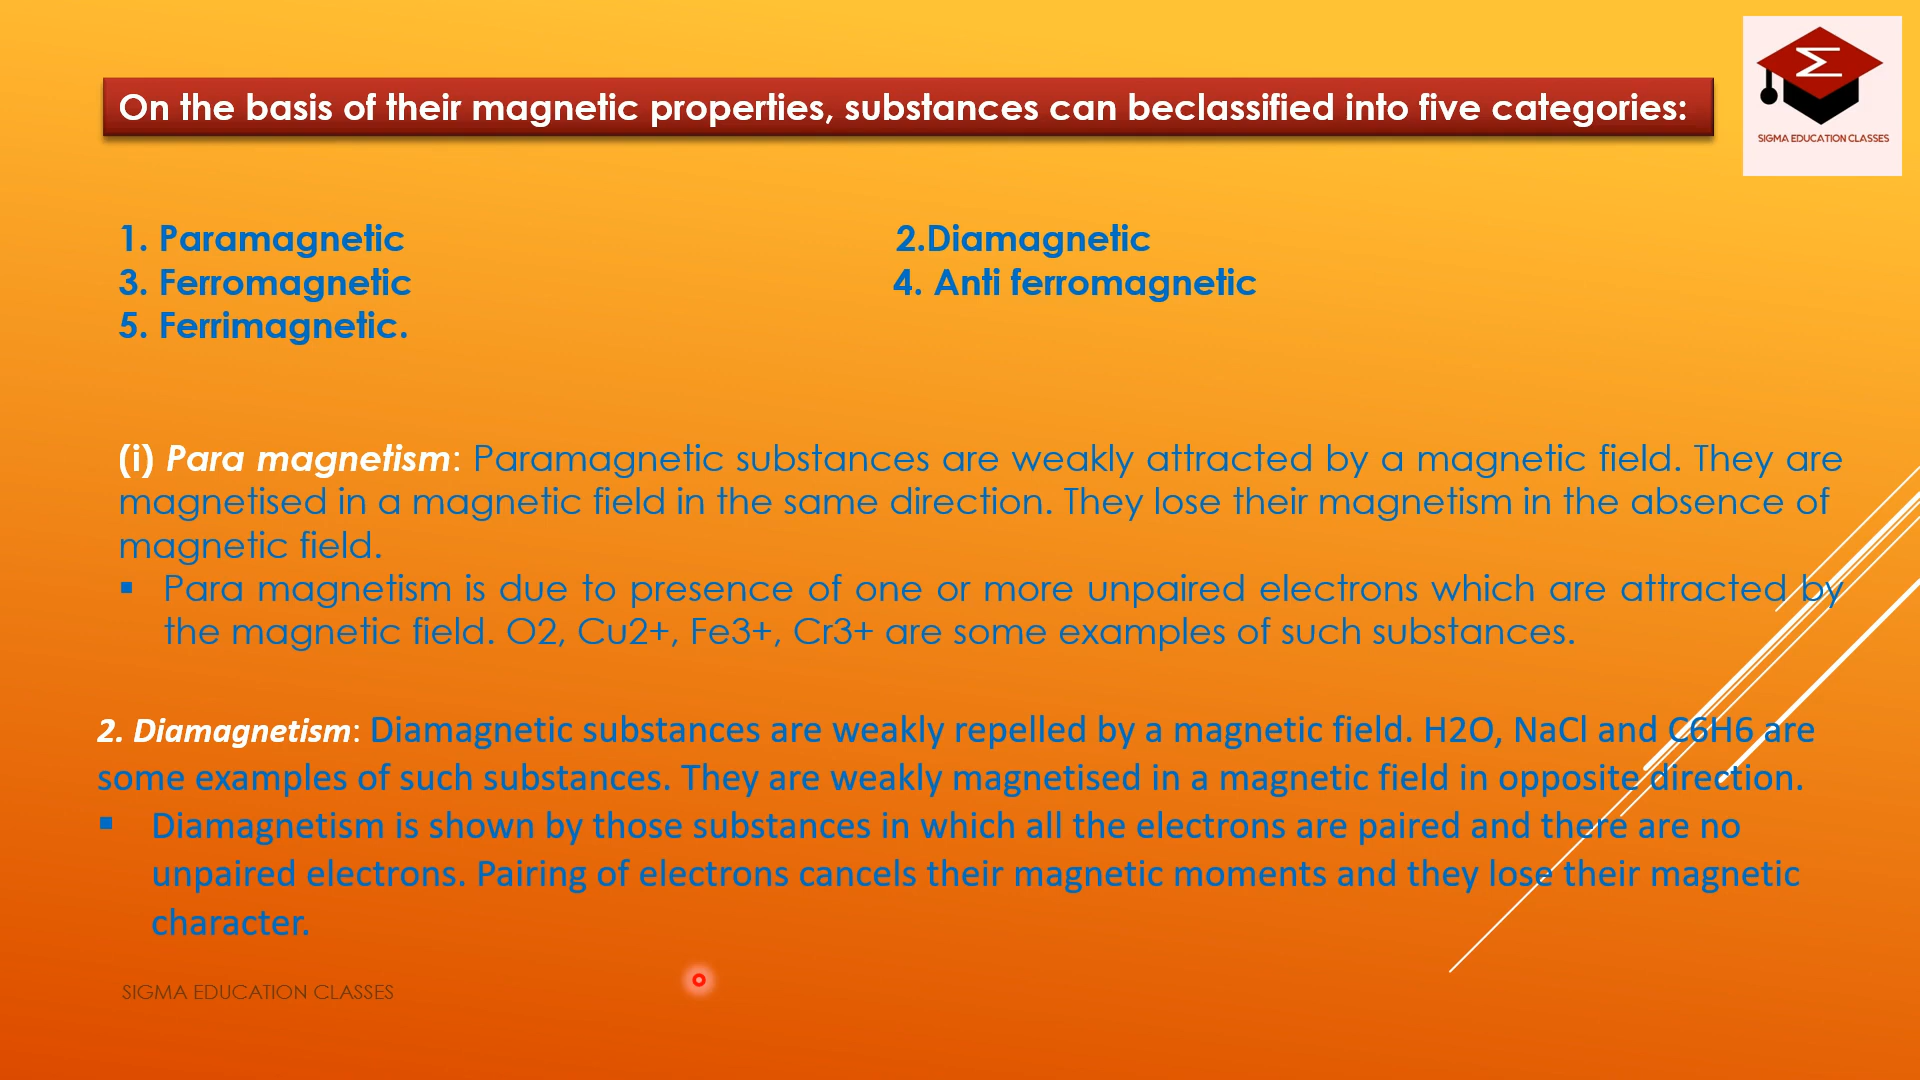 On the basis of their magnetic properties, substances can beclassified into five categories:
Σ
SIGMA EDUCATION CLASSES
1. Paramagnetic 2.Diamagnetic
3. Ferromagnetic 4. Anti ferromagnetic
5. Ferrimagnetic.
(i) Para magnetism: Paramagnetic substances are weakly attracted by a magnetic field. They are
magnetised in a magnetic field in the same direction. They lose their magnetism in the absence of
magnetic field.
▪ Para magnetism is due to presence of one or more unpaired electrons which are attracted by
the magnetic field. O2, Cu2+, Fe3+, Cr3+ are some examples of such substances.
2. Diamagnetism: Diamagnetic substances are weakly repelled by a magnetic field. H2O, NaCl and C6H6 are
some examples of such substances. They are weakly magnetised in a magnetic field in opposite direction.
▪ Diamagnetism is shown by those substances in which all the electrons are paired and there are no
unpaired electrons. Pairing of electrons cancels their magnetic moments and they lose their magnetic
character.
SIGMA EDUCATION CLASSES